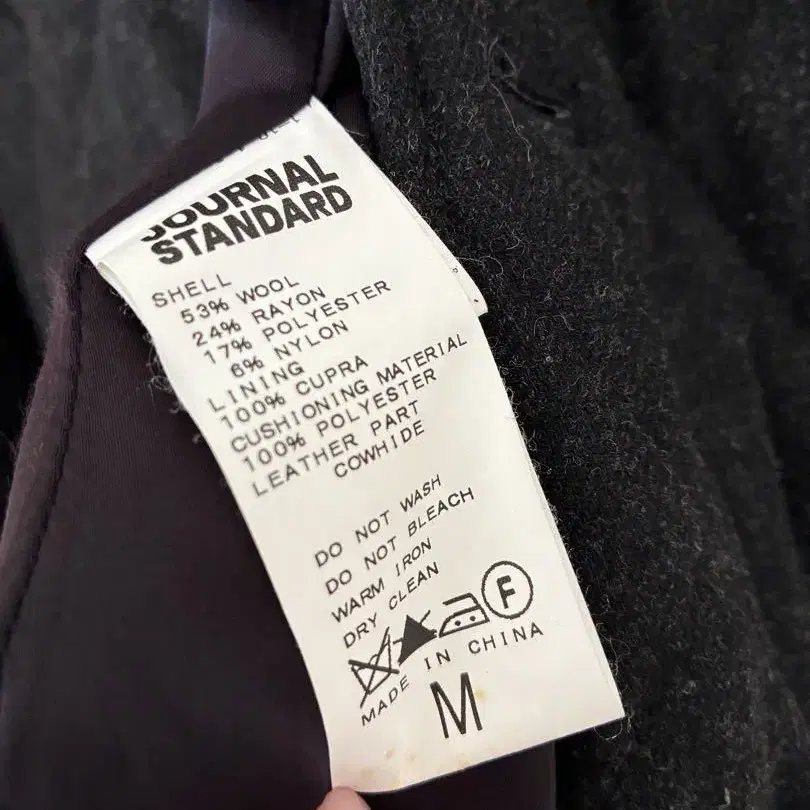 JOURNAL
STANDARD
SHELL
53% WOOL
24% RAYON
17% POLYESTER
6% NYLON
LINING
100% CUPRA
CUSHIONING MATERIAL
100% POLYESTER
LEATHER PART
COWHIDE
DO NOT WASH
DO NOT BLEACH
WARM IRON
DRY CLEAN
F
MADE IN CHINA
M